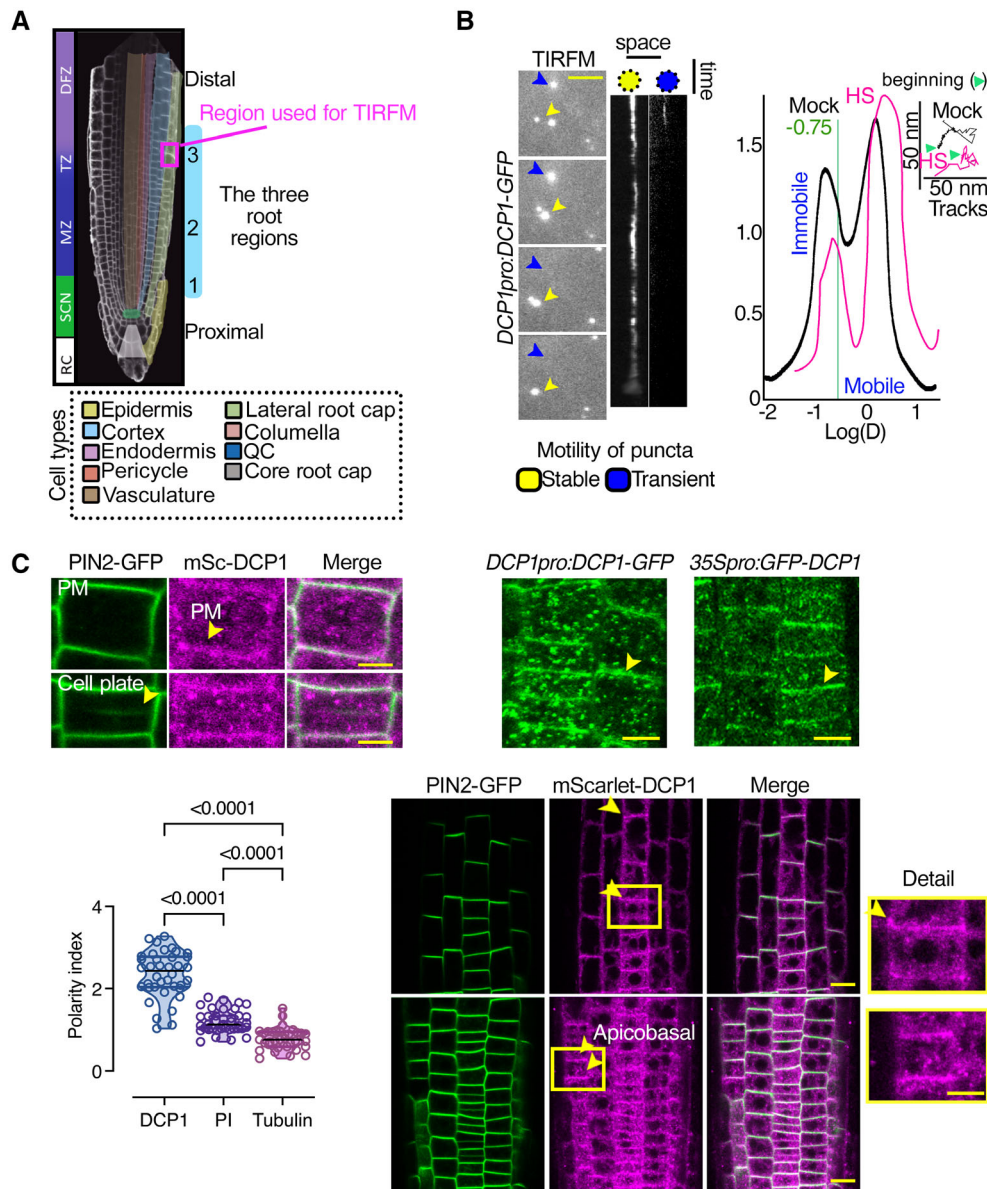 A
DFZ
TZ
MZ
SCN
RC
Distal
Region used for TIRFM
3
The three
root
regions
2
1
Proximal
Cell types
Epidermis
Cortex
Endodermis
Pericycle
Vasculature
Lateral root cap
Columella
QC
Core root cap
B
TIRFM
space
time
DCP1pro:DCP1-GFP
Motility of puncta
Stable
Transient
HS
Mock
-0.75
Immobile
Mobile
1.5
1.0
0.5
0
-2
-1
0
1
Log(D)
beginning ( )
Mock
HS
50 nm
50 nm
Tracks
C
PIN2-GFP
mSc-DCP1
Merge
PM
PM
Cell plate
DCP1pro:DCP1-GFP
35Spro:GFP-DCP1
<0.0001
<0.0001
<0.0001
Polarity index
4
2
0
DCP1
PI
Tubulin
PIN2-GFP
mScarlet-DCP1
Merge
Detail
Apicobasal